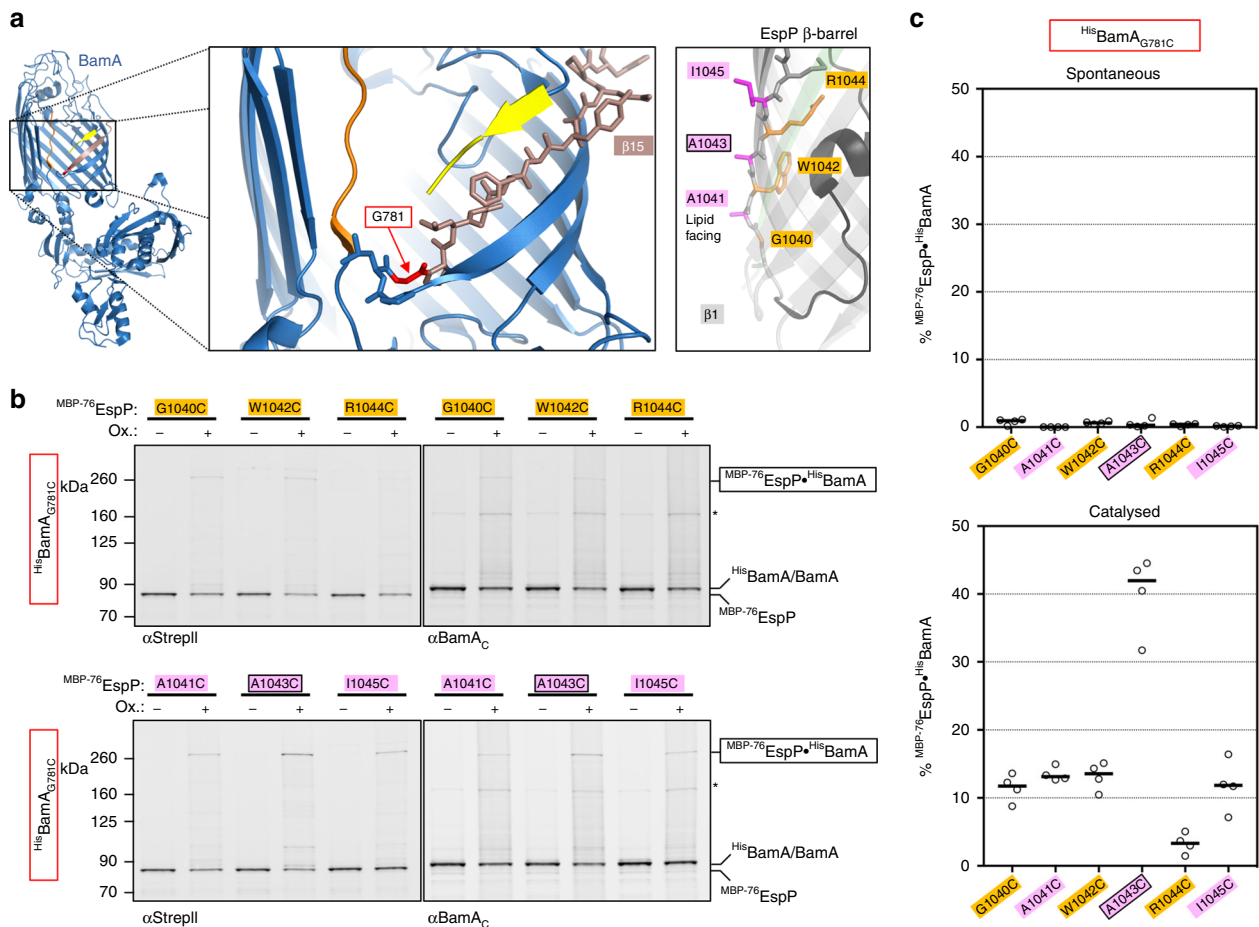 a
BamA
G781
β15
EspP β-barrel
I1045
R1044
A1043
W1042
A1041
Lipid
facing
G1040
β1
b
MBP-76EspP: G1040C W1042C R1044C G1040C W1042C R1044C
Ox.: – + – + – + – + – + – +
HisBamAG781C
kDa
260
160
125
90
70
MBP-76EspP•HisBamA
*
HisBamA/BamA
MBP-76EspP
αStrepII αBamAC
MBP-76EspP: A1041C A1043C I1045C A1041C A1043C I1045C
Ox.: – + – + – + – + – + – +
HisBamAG781C
kDa
260
160
125
90
70
MBP-76EspP•HisBamA
*
HisBamA/BamA
MBP-76EspP
αStrepII αBamAC
c
HisBamAG781C
Spontaneous
% MBP-76EspP•HisBamA
50
40
30
20
10
0
G1040C A1041C W1042C A1043C R1044C I1045C
Catalysed
% MBP-76EspP•HisBamA
50
40
30
20
10
0
G1040C A1041C W1042C A1043C R1044C I1045C